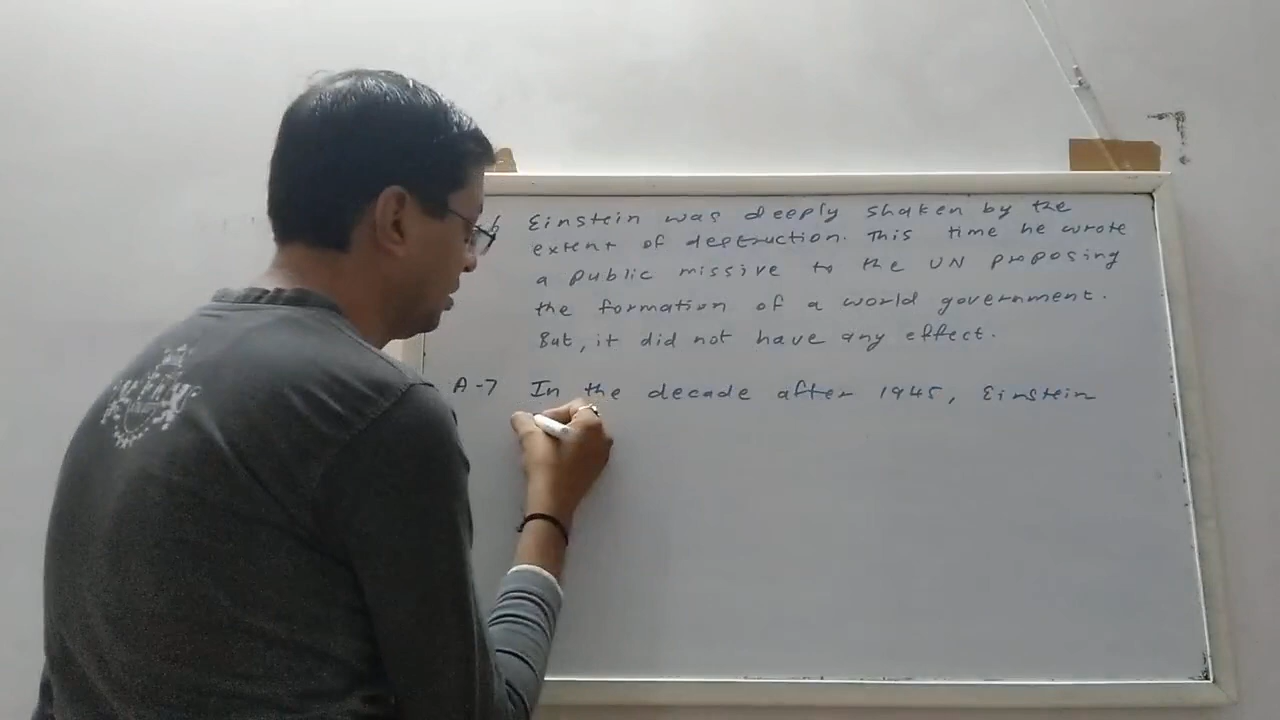 6 Einstein was deeply shaken by the
extent of destruction. This time he wrote
a public missive to the UN proposing
the formation of a world government.
But, it did not have any effect.
A-7 In the decade after 1945, Einstein